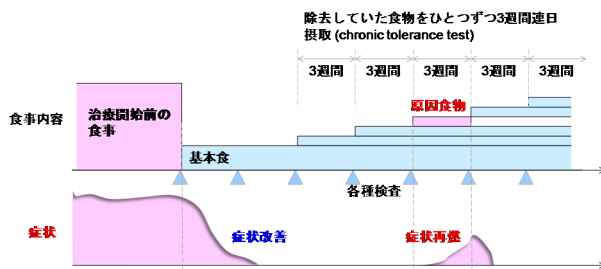 除去していた食物をひとつずつ3週間連日
摂取 (chronic tolerance test)
3週間 3週間 3週間 3週間 3週間
原因食物
食事内容
治療開始前の
食事
基本食
各種検査
症状
症状改善
症状再燃